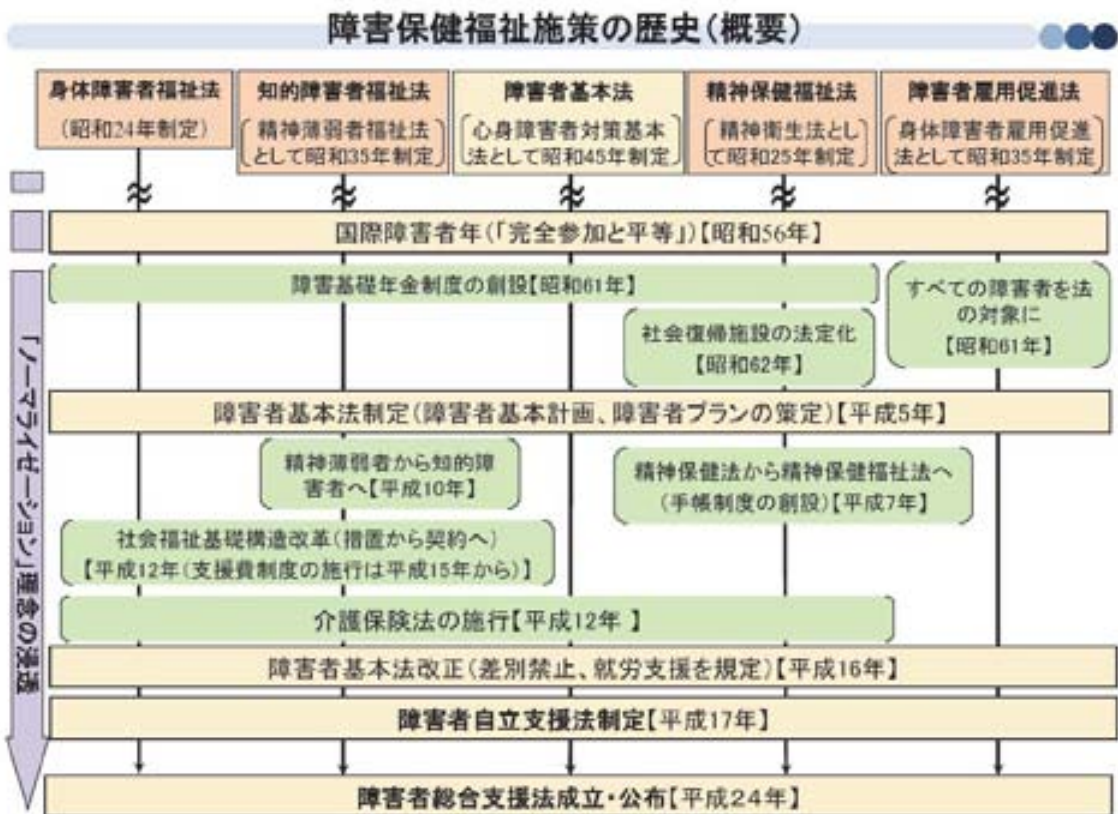 障害保健福祉施策の歴史(概要)
身体障害者福祉法
(昭和24年制定)
知的障害者福祉法
精神薄弱者福祉法
として昭和35年制定
障害者基本法
心身障害者対策基本
法として昭和45年制定
精神保健福祉法
精神衛生法とし
て昭和25年制定
障害者雇用促進法
身体障害者雇用促進
法として昭和35年制定
国際障害者年(「完全参加と平等」)【昭和56年】
障害基礎年金制度の創設【昭和61年】
すべての障害者を法
の対象に
【昭和61年】
社会復帰施設の法定化
【昭和62年】
障害者基本法制定(障害者基本計画、障害者プランの策定)【平成5年】
精神薄弱者から知的障
害者へ【平成10年】
精神保健法から精神保健福祉法へ
(手帳制度の創設)【平成7年】
社会福祉基礎構造改革(措置から契約へ)
【平成12年(支援費制度の施行は平成15年から)】
介護保険法の施行【平成12年 】
障害者基本法改正(差別禁止、就労支援を規定)【平成16年】
障害者自立支援法制定【平成17年】
障害者総合支援法成立・公布【平成24年】
「ノーマライゼーション」理念の浸透